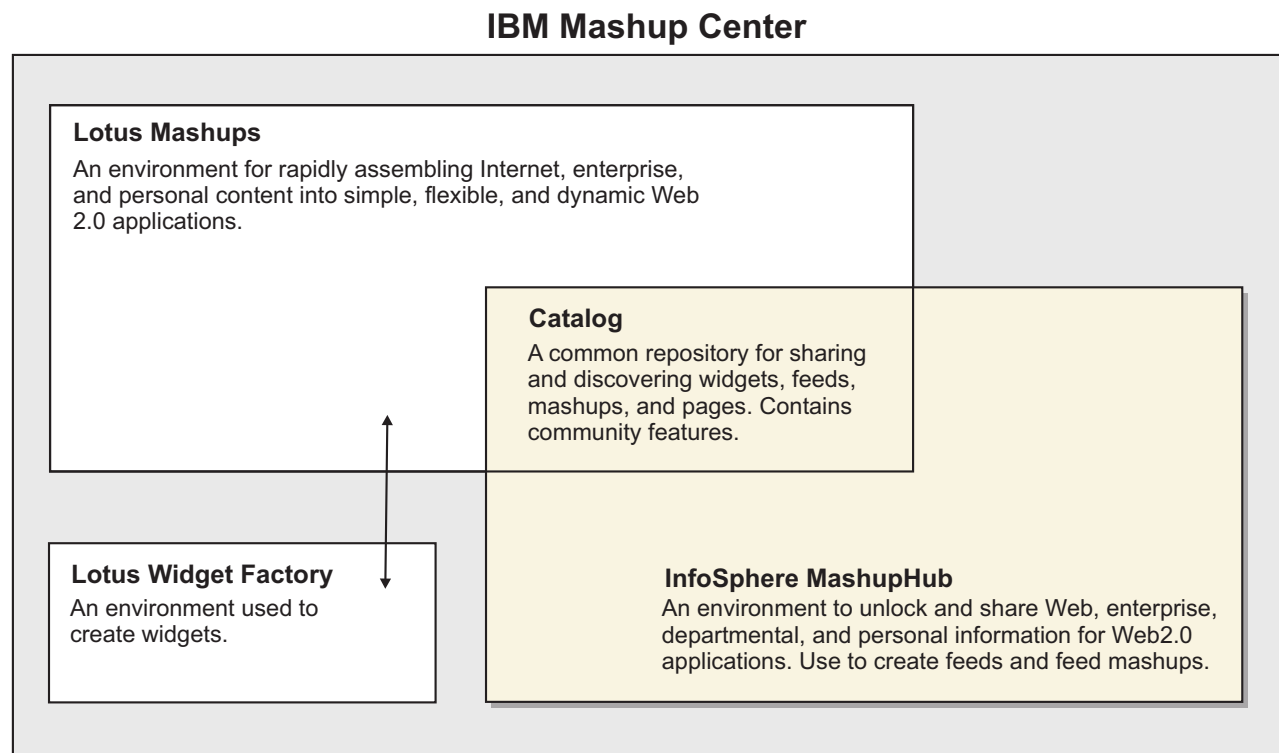 IBM Mashup Center
Lotus Mashups
An environment for rapidly assembling Internet, enterprise,
and personal content into simple, flexible, and dynamic Web
2.0 applications.
Catalog
A common repository for sharing
and discovering widgets, feeds,
mashups, and pages. Contains
community features.
Lotus Widget Factory
An environment used to
create widgets.
InfoSphere MashupHub
An environment to unlock and share Web, enterprise,
departmental, and personal information for Web2.0
applications. Use to create feeds and feed mashups.